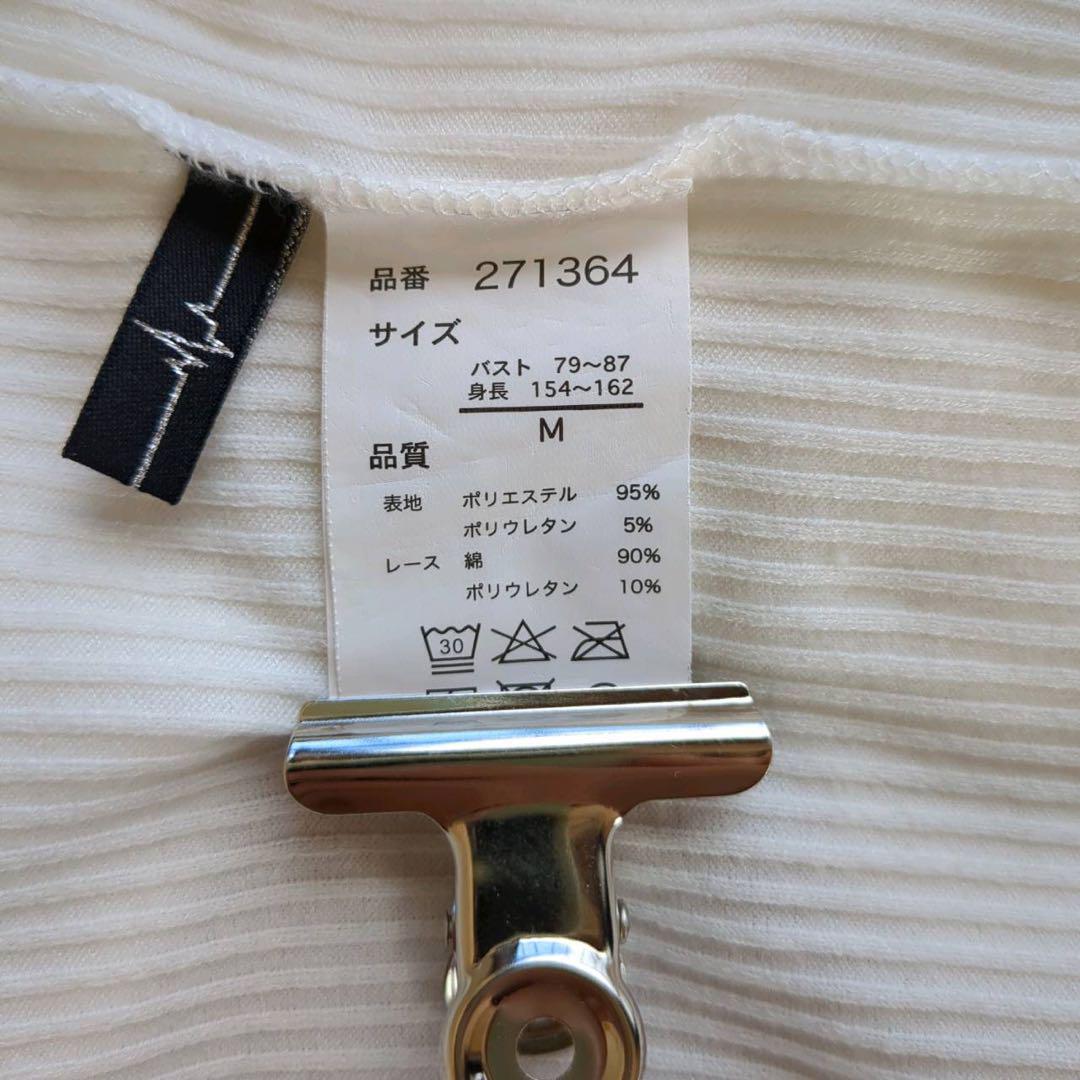 品番 271364
サイズ
バスト 79〜87
身長 154〜162
M
品質
表地 ポリエステル 95%
ポリウレタン 5%
レース 綿 90%
ポリウレタン 10%
30